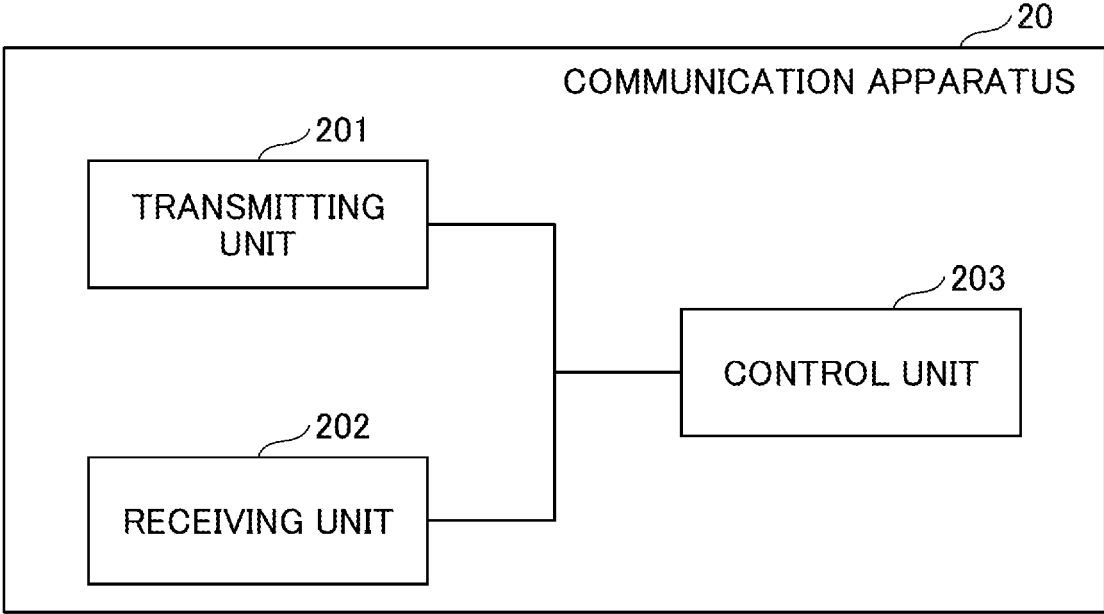 20
COMMUNICATION APPARATUS
201
TRANSMITTING
UNIT
203
CONTROL UNIT
202
RECEIVING UNIT